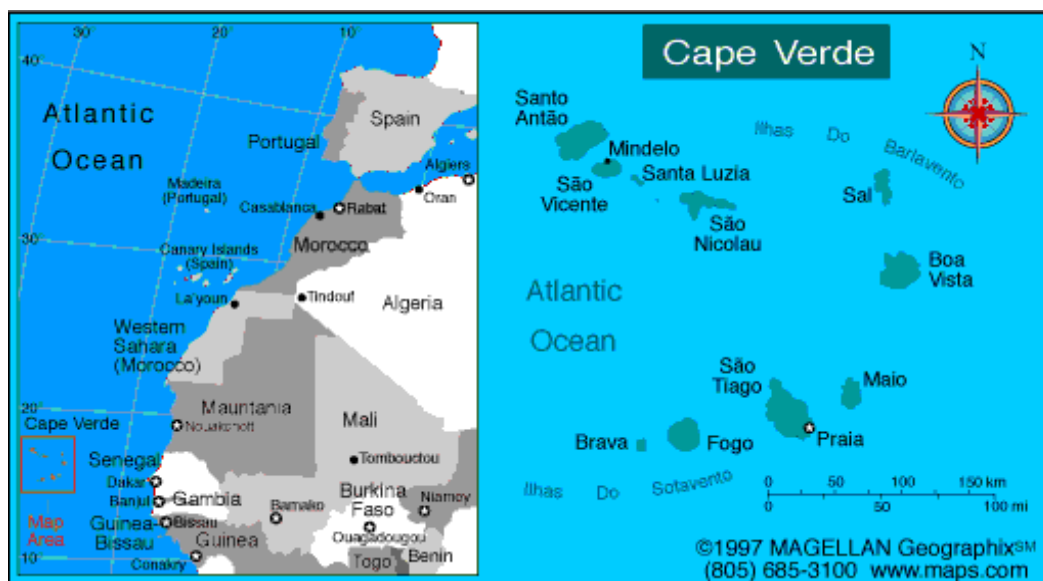 30°
20°
10°
40°
Atlantic
Ocean
Portugal
Spain
Algiers
Madeira
(Portugal)
Casablanca
Rabat
Oran
30°
Morocco
Canary Islands
(Spain)
La'youn
Tindouf
Algeria
Western
Sahara
(Morocco)
20°
Mauritania
Mali
Cape Verde
Nouakchott
Senegal
Tombouctou
Dakar
Banjul
Gambia
Bamako
Burkina
Faso
Niamey
Map
Area
Guinea-
Bissau
Bissau
Guinea
Ouagadougou
Benin
10°
Conakry
Togo
Cape Verde
N
Santo
Antão
Ilhas Do Barlavento
Mindelo
Santa Luzia
São
Vicente
Sal
São
Nicolau
Boa
Vista
Atlantic
Ocean
São
Tiago
Maio
Brava
Fogo
Praia
Ilhas Do Sotavento
0 50 100 150 km
0 50 100 mi
©1997 MAGELLAN Geographix℠
(805) 685-3100 www.maps.com